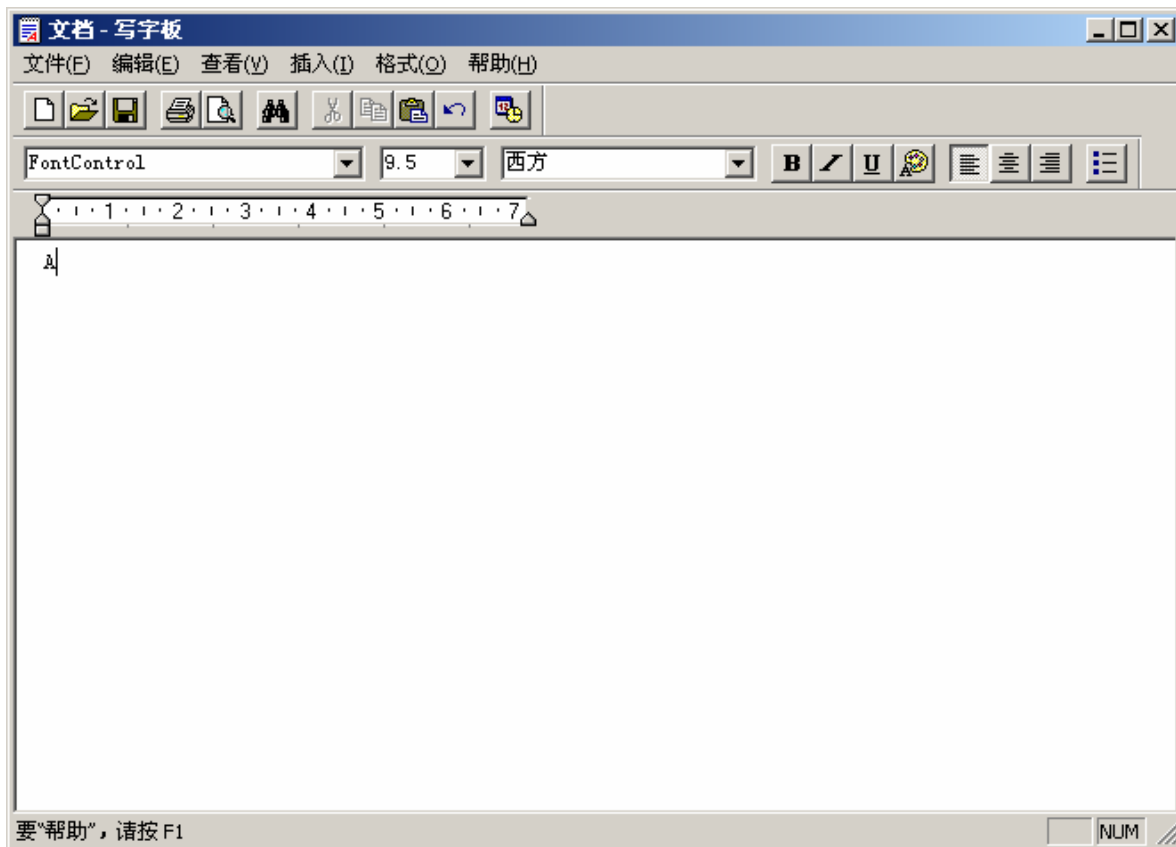 文档 - 写字板
文件(F) 编辑(E) 查看(V) 插入(I) 格式(O) 帮助(H)
FontControl 9.5 西方 B I U
1 2 3 4 5 6 7
A
要"帮助"，请按 F1 NUM